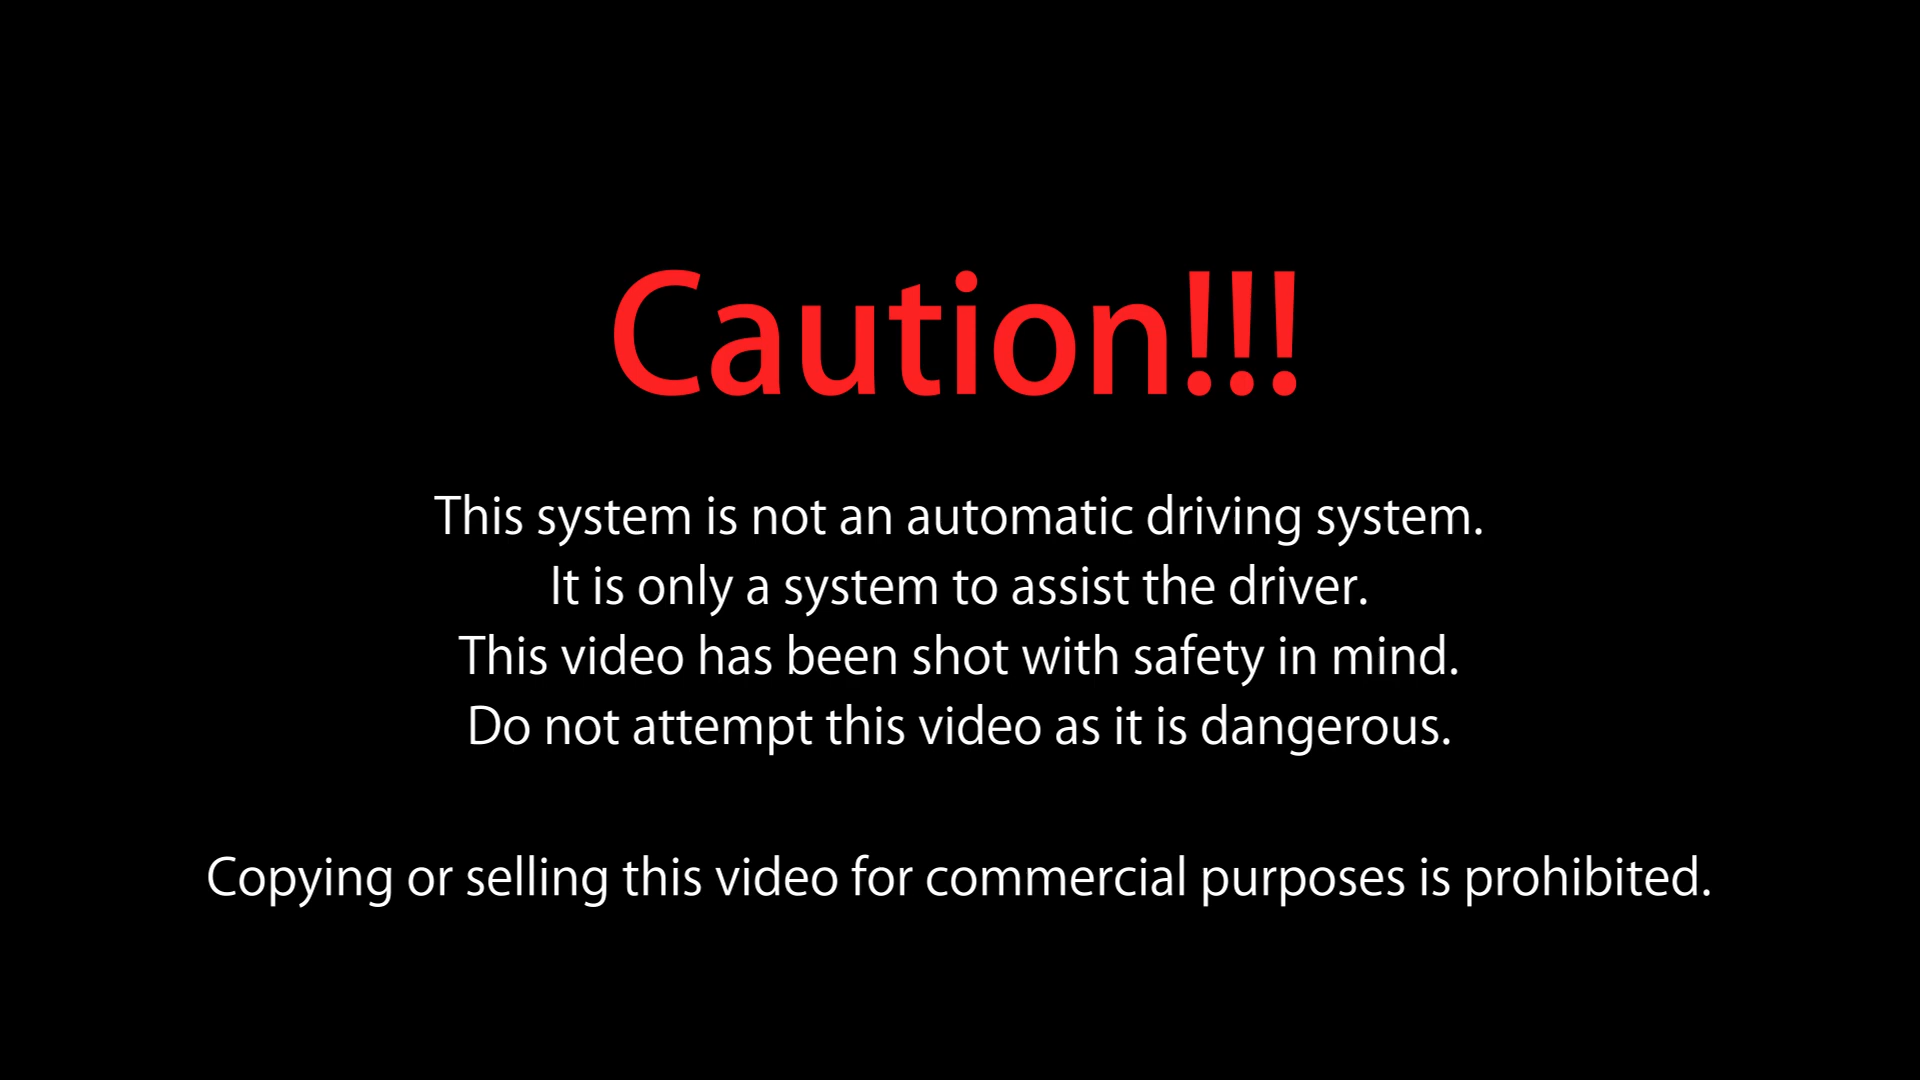 Caution!!!
This system is not an automatic driving system.
It is only a system to assist the driver.
This video has been shot with safety in mind.
Do not attempt this video as it is dangerous.
Copying or selling this video for commercial purposes is prohibited.